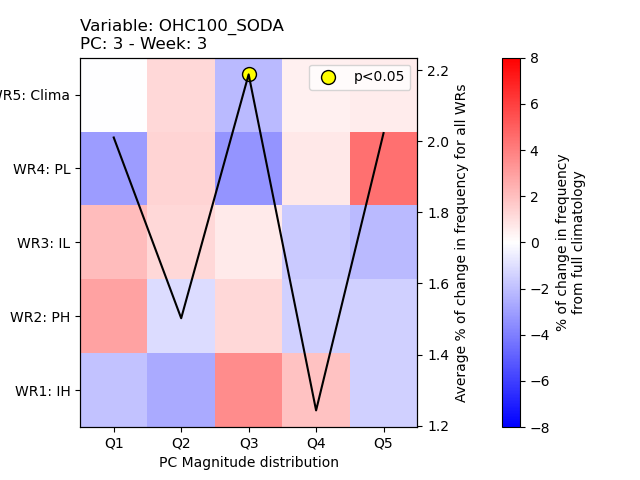 Variable: OHC100_SODA
PC: 3 - Week: 3
p<0.05
WR5: Clima
WR4: PL
WR3: IL
WR2: PH
WR1: IH
Q1 Q2 Q3 Q4 Q5
PC Magnitude distribution
2.2
2.0
1.8
1.6
1.4
1.2
Average % of change in frequency for all WRs
8
6
4
2
0
−2
−4
−6
−8
% of change in frequency
from full climatology